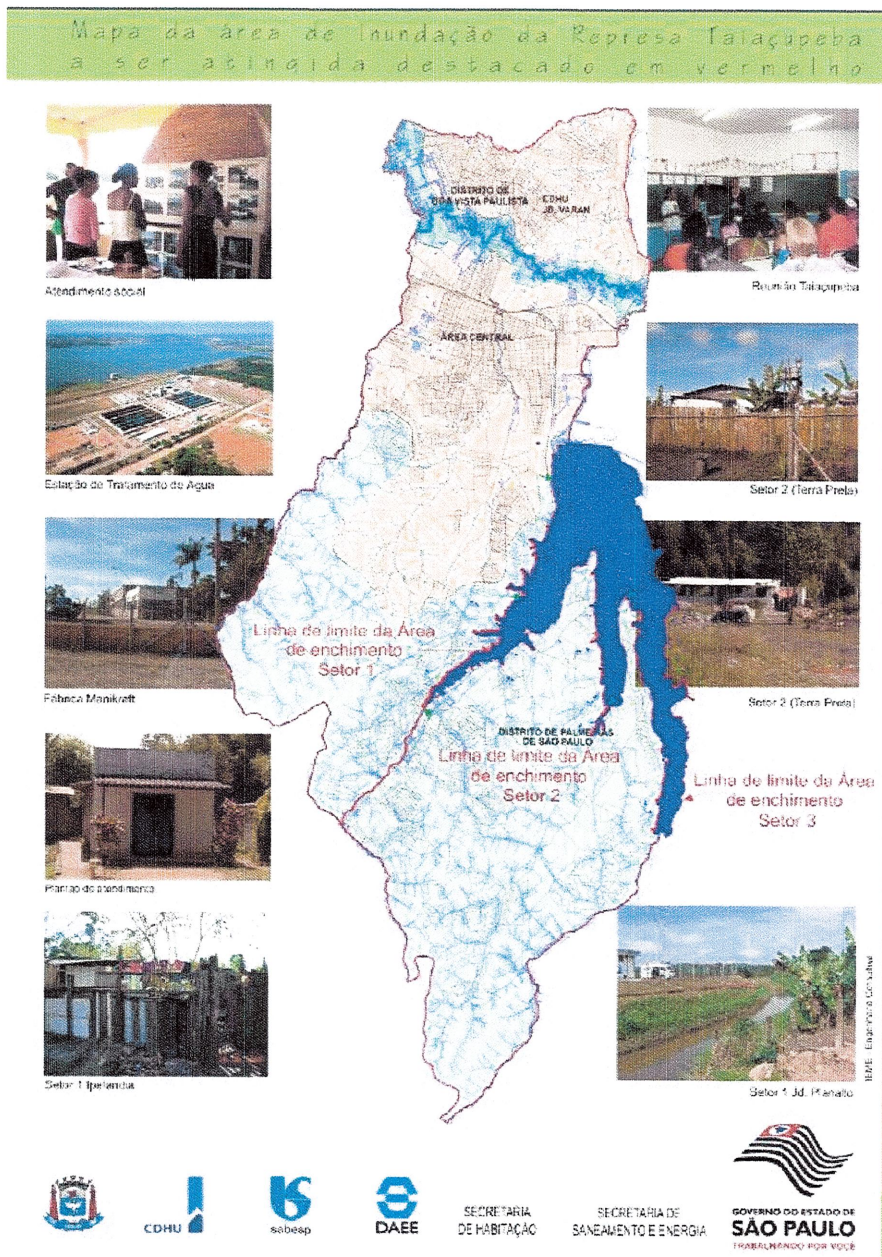 Mapa da área de Inundação da Represa Taiaçupeba
a ser atingida destacado em vermelho
Atendimento social
Reunião Taiaçupeba
DISTRITO DE
BOA VISTA PAULISTA
CDHU
JD. VARAN
ÁREA CENTRAL
Estação de Tratamento de Água
Setor 2 (Terra Preta)
Linha de limite da Área
de enchimento
Setor 1
Fábrica Manikraft
Setor 2 (Terra Preta)
DISTRITO DE PALMEIRAS
DE SÃO PAULO
Linha de limite da Área
de enchimento
Setor 2
Linha de limite da Área
de enchimento
Setor 3
Plantão de atendimento
Setor 1 Ipelandia
Setor 1 Jd. Planalto
CDHU
sabesp
DAEE
SECRETARIA
DE HABITAÇÃO
SECRETARIA DE
SANEAMENTO E ENERGIA
GOVERNO DO ESTADO DE
SÃO PAULO
TRABALHANDO POR VOCÊ